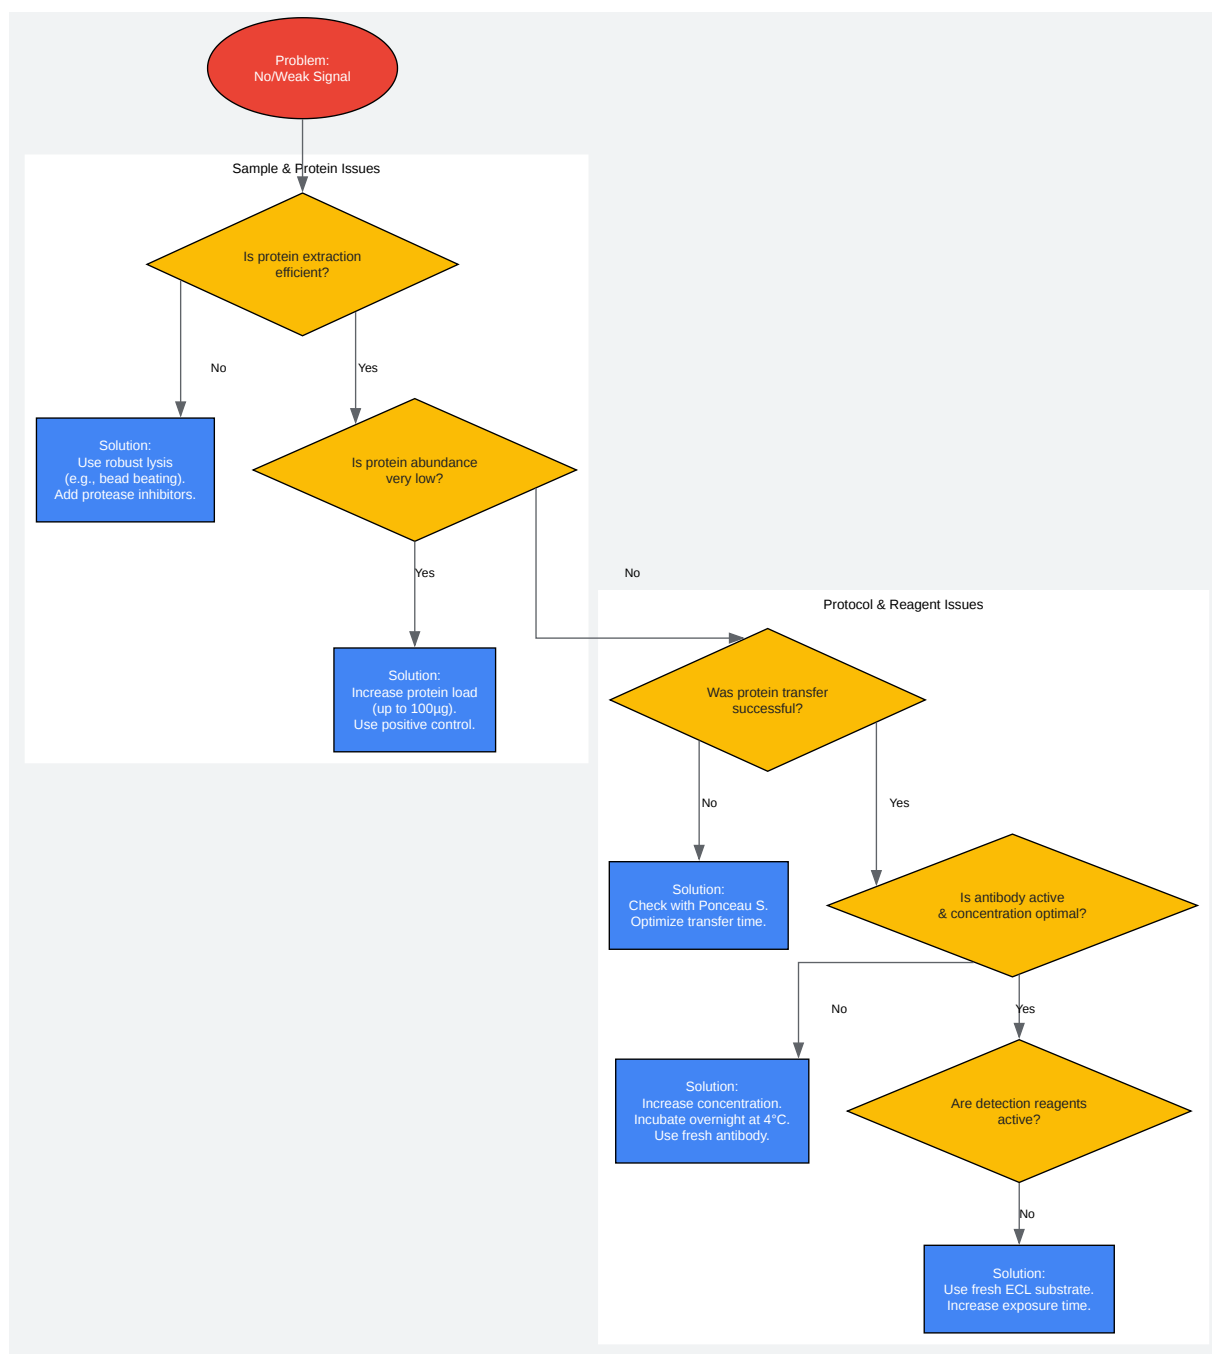 Problem:
No/Weak Signal
Sample & Protein Issues
Is protein extraction
efficient?
No
Yes
Solution:
Use robust lysis
(e.g., bead beating).
Add protease inhibitors.
Is protein abundance
very low?
Yes
No
Solution:
Increase protein load
(up to 100µg).
Use positive control.
Protocol & Reagent Issues
Was protein transfer
successful?
No
Yes
Solution:
Check with Ponceau S.
Optimize transfer time.
Is antibody active
& concentration optimal?
No
Yes
Solution:
Increase concentration.
Incubate overnight at 4°C.
Use fresh antibody.
Are detection reagents
active?
No
Solution:
Use fresh ECL substrate.
Increase exposure time.